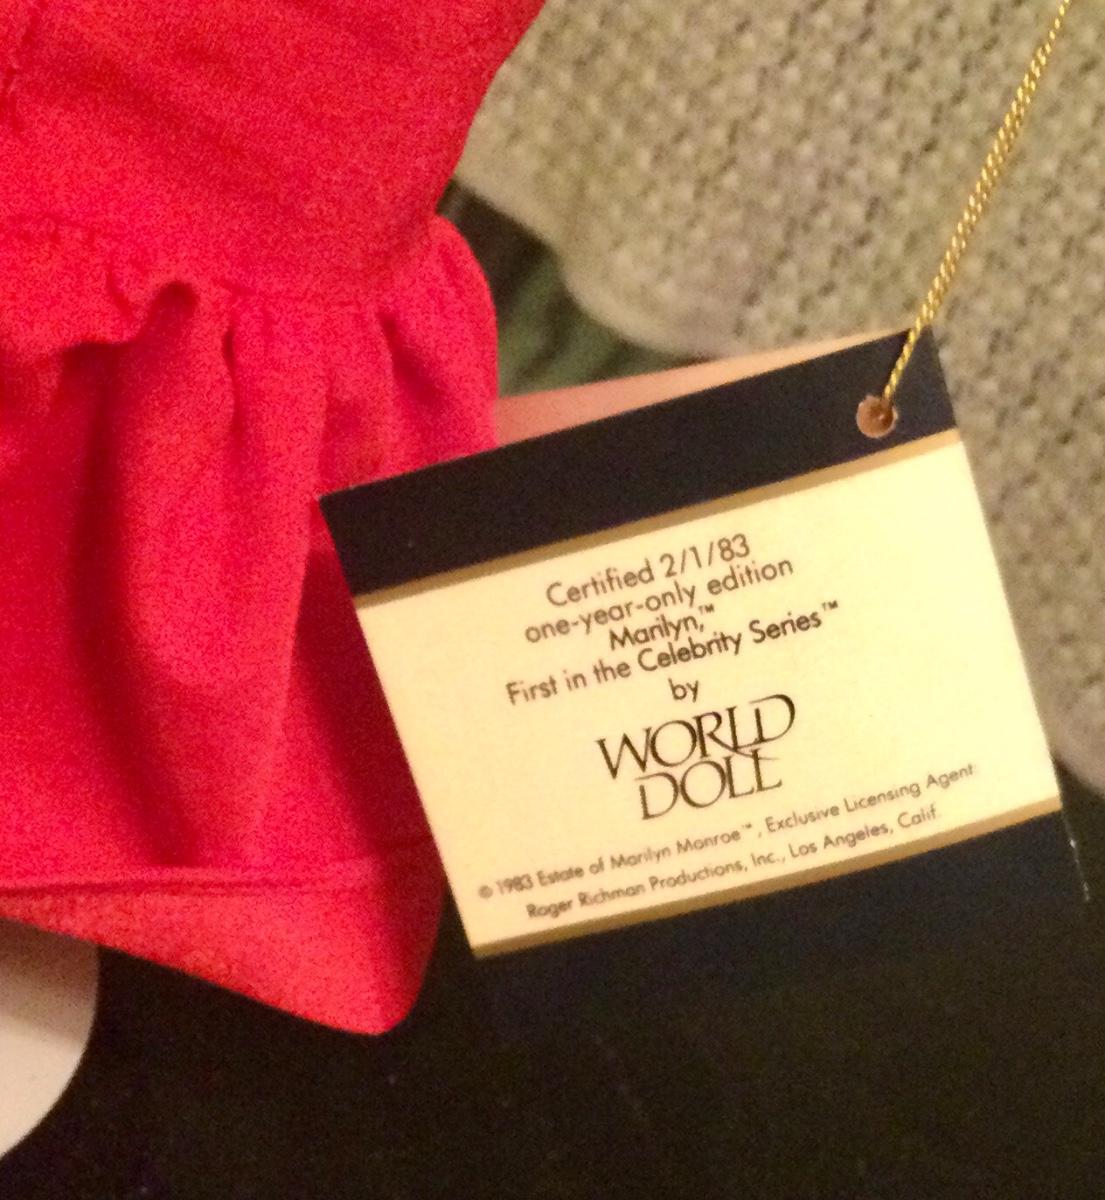 Certified 2/1/83
one-year-only edition
Marilyn,™
First in the Celebrity Series™
by
WORLD
DOLL
© 1983 Estate of Marilyn Monroe™, Exclusive Licensing Agent:
Roger Richman Productions, Inc., Los Angeles, Calif.